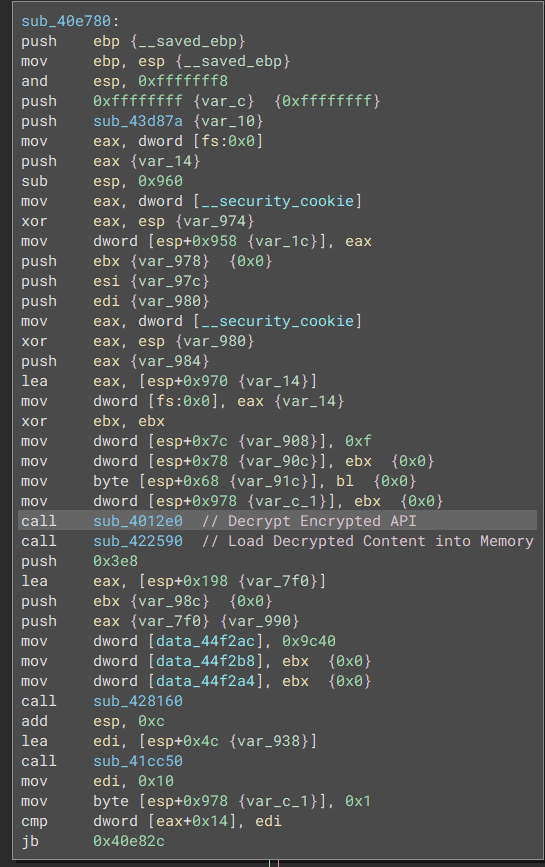 sub_40e780:
push    ebp {__saved_ebp}
mov     ebp, esp {__saved_ebp}
and     esp, 0xfffffff8
push    0xffffffff {var_c}  {0xffffffff}
push    sub_43d87a {var_10}
mov     eax, dword [fs:0x0]
push    eax {var_14}
sub     esp, 0x960
mov     eax, dword [__security_cookie]
xor     eax, esp {var_974}
mov     dword [esp+0x958 {var_1c}], eax
push    ebx {var_978}  {0x0}
push    esi {var_97c}
push    edi {var_980}
mov     eax, dword [__security_cookie]
xor     eax, esp {var_980}
push    eax {var_984}
lea     eax, [esp+0x970 {var_14}]
mov     dword [fs:0x0], eax {var_14}
xor     ebx, ebx
mov     dword [esp+0x7c {var_908}], 0xf
mov     dword [esp+0x78 {var_90c}], ebx  {0x0}
mov     byte [esp+0x68 {var_91c}], bl  {0x0}
mov     dword [esp+0x978 {var_c_1}], ebx  {0x0}
call    sub_4012e0  // Decrypt Encrypted API
call    sub_422590  // Load Decrypted Content into Memory
push    0x3e8
lea     eax, [esp+0x198 {var_7f0}]
push    ebx {var_98c}  {0x0}
push    eax {var_7f0} {var_990}
mov     dword [data_44f2ac], 0x9c40
mov     dword [data_44f2b8], ebx  {0x0}
mov     dword [data_44f2a4], ebx  {0x0}
call    sub_428160
add     esp, 0xc
lea     edi, [esp+0x4c {var_938}]
call    sub_41cc50
mov     edi, 0x10
mov     byte [esp+0x978 {var_c_1}], 0x1
cmp     dword [eax+0x14], edi
jb      0x40e82c